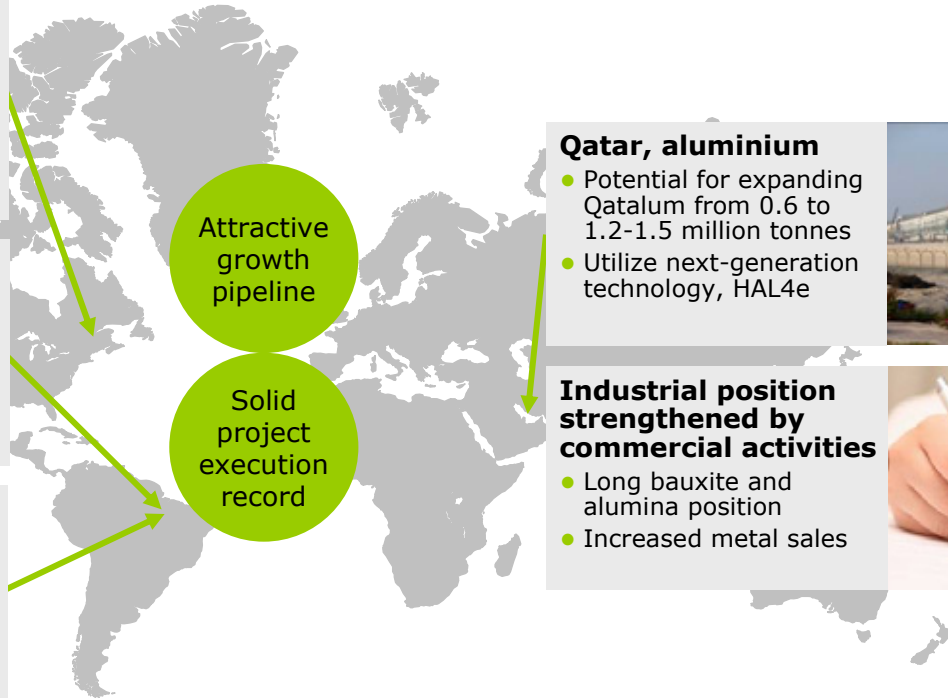 Attractive
growth
pipeline
Solid
project
execution
record
Qatar, aluminium
• Potential for expanding
Qatalum from 0.6 to
1.2-1.5 million tonnes
• Utilize next-generation
technology, HAL4e
Industrial position
strengthened by
commercial activities
• Long bauxite and
alumina position
• Increased metal sales